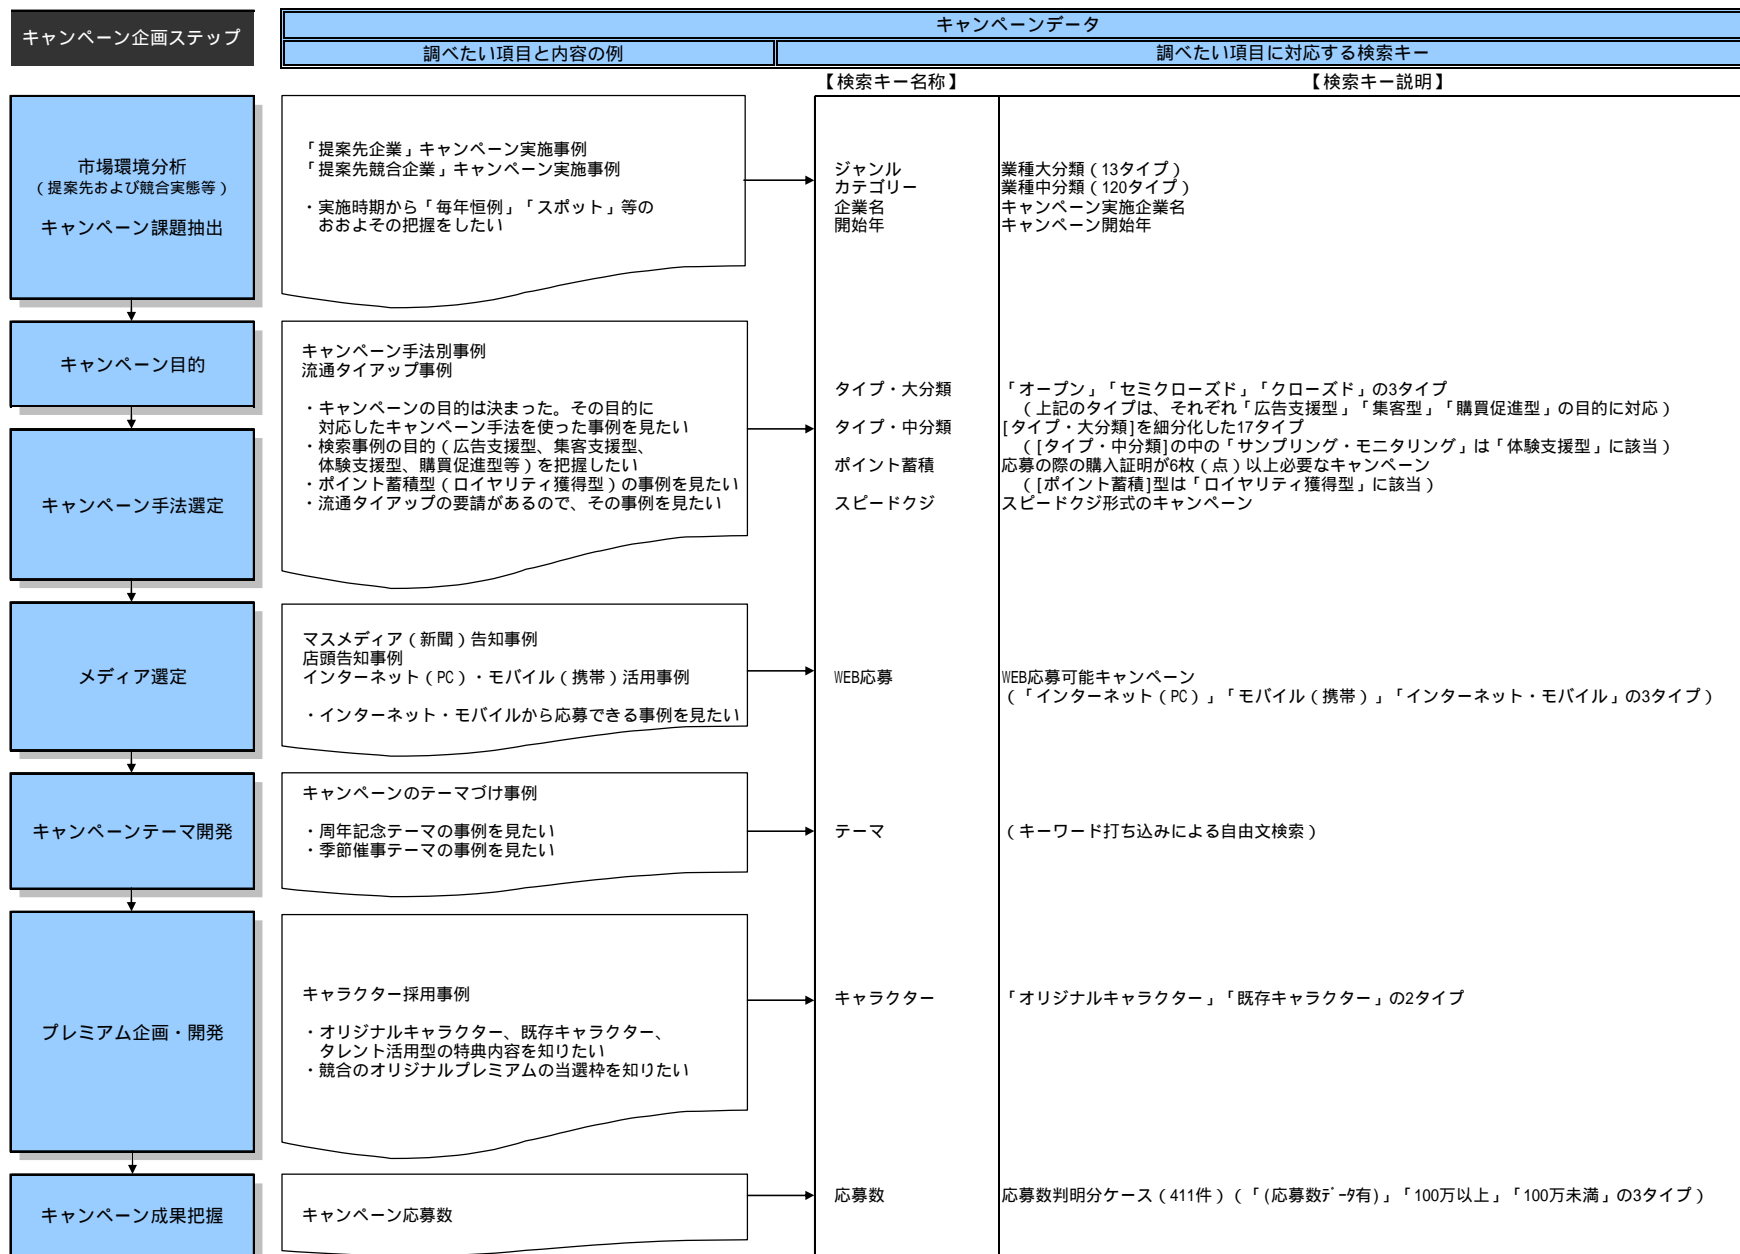 キャンペーン企画ステップ
キャンペーンデータ
調べたい項目と内容の例
調べたい項目に対応する検索キー
【検索キー名称】
【検索キー説明】
市場環境分析
（提案先および競合実態等）
キャンペーン課題抽出
「提案先企業」キャンペーン実施事例
「提案先競合企業」キャンペーン実施事例
・実施時期から「毎年恒例」「スポット」等の
おおよその把握をしたい
ジャンル
業種大分類（13タイプ）
カテゴリー
業種中分類（120タイプ）
企業名
キャンペーン実施企業名
開始年
キャンペーン開始年
キャンペーン目的
キャンペーン手法選定
キャンペーン手法別事例
流通タイアップ事例
・キャンペーンの目的は決まった。その目的に
対応したキャンペーン手法を使った事例を見たい
・検索事例の目的（広告支援型、集客支援型、
体験支援型、購買促進型等）を把握したい
・ポイント蓄積型（ロイヤリティ獲得型）の事例を見たい
・流通タイアップの要請があるので、その事例を見たい
タイプ・大分類
「オープン」「セミクローズド」「クローズド」の3タイプ
（上記のタイプは、それぞれ「広告支援型」「集客型」「購買促進型」の目的に対応）
タイプ・中分類
[タイプ・大分類]を細分化した17タイプ
（[タイプ・中分類]の中の「サンプリング・モニタリング」は「体験支援型」に該当）
ポイント蓄積
応募の際の購入証明が6枚（点）以上必要なキャンペーン
（[ポイント蓄積]型は「ロイヤリティ獲得型」に該当）
スピードクジ
スピードクジ形式のキャンペーン
メディア選定
マスメディア（新聞）告知事例
店頭告知事例
インターネット（PC）・モバイル（携帯）活用事例
・インターネット・モバイルから応募できる事例を見たい
WEB応募
WEB応募可能キャンペーン
（「インターネット（PC）」「モバイル（携帯）」「インターネット・モバイル」の3タイプ）
キャンペーンテーマ開発
キャンペーンのテーマづけ事例
・周年記念テーマの事例を見たい
・季節催事テーマの事例を見たい
テーマ
（キーワード打ち込みによる自由文検索）
プレミアム企画・開発
キャラクター採用事例
・オリジナルキャラクター、既存キャラクター、
タレント活用型の特典内容を知りたい
・競合のオリジナルプレミアムの当選枠を知りたい
キャラクター
「オリジナルキャラクター」「既存キャラクター」の2タイプ
キャンペーン成果把握
キャンペーン応募数
応募数
応募数判明分ケース（411件）（「(応募数ﾃﾞｰﾀ有)」「100万以上」「100万未満」の3タイプ）